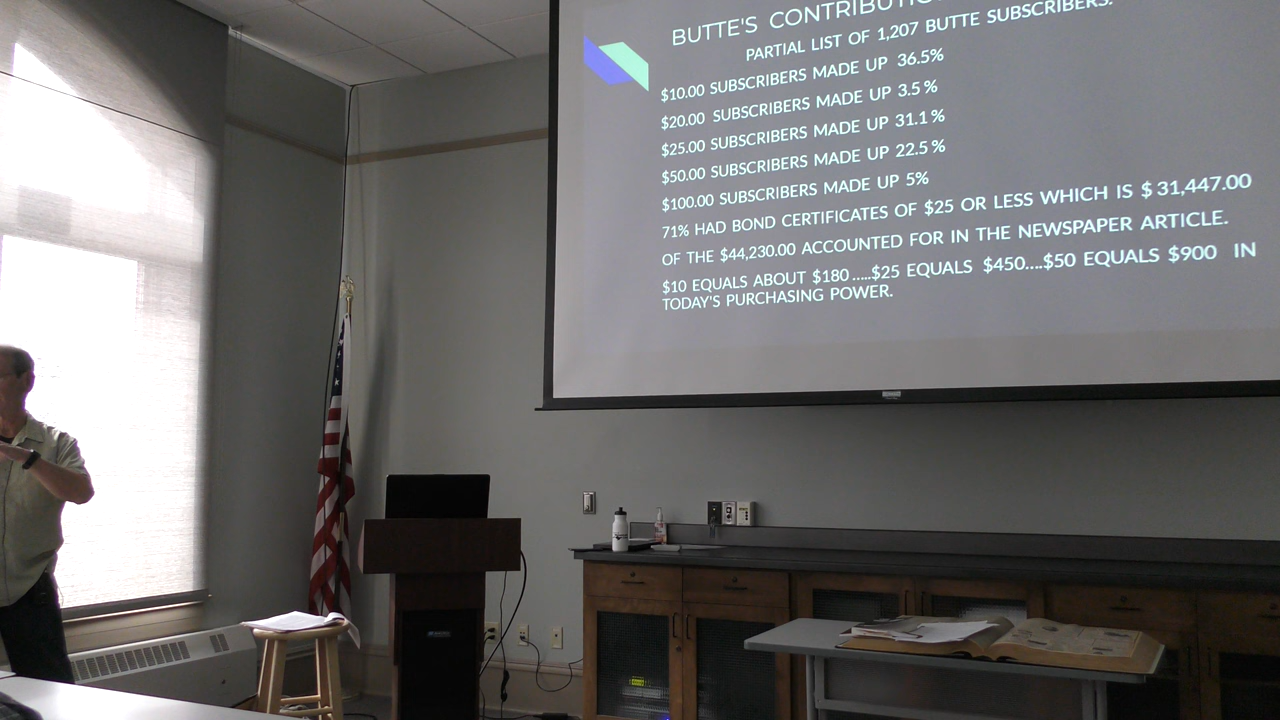 BUTTE'S CONTRIBUTIO
PARTIAL LIST OF 1,207 BUTTE SUBSCRIBERS.
$10.00 SUBSCRIBERS MADE UP 36.5%
$20.00 SUBSCRIBERS MADE UP 3.5%
$25.00 SUBSCRIBERS MADE UP 31.1%
$50.00 SUBSCRIBERS MADE UP 22.5%
$100.00 SUBSCRIBERS MADE UP 5%
71% HAD BOND CERTIFICATES OF $25 OR LESS WHICH IS $31,447.00
OF THE $44,230.00 ACCOUNTED FOR IN THE NEWSPAPER ARTICLE.
$10 EQUALS ABOUT $180.....$25 EQUALS $450....$50 EQUALS $900 IN
TODAY'S PURCHASING POWER.